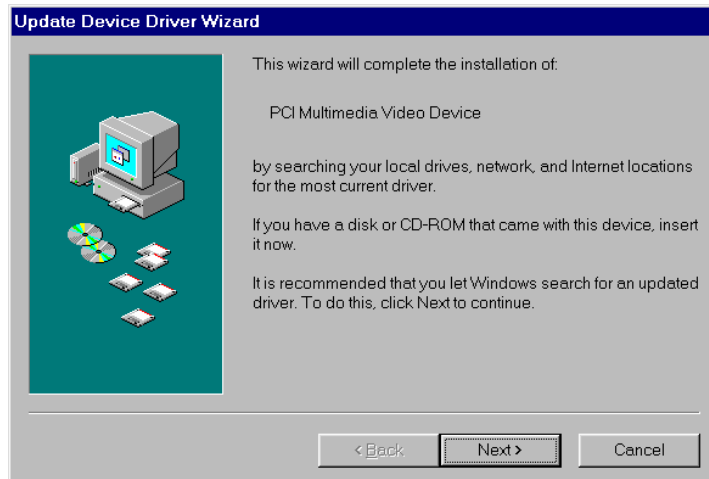 Update Device Driver Wizard
This wizard will complete the installation of:
PCI Multimedia Video Device
by searching your local drives, network, and Internet locations
for the most current driver.
If you have a disk or CD-ROM that came with this device, insert
it now.
It is recommended that you let Windows search for an updated
driver. To do this, click Next to continue.
< Back Next > Cancel